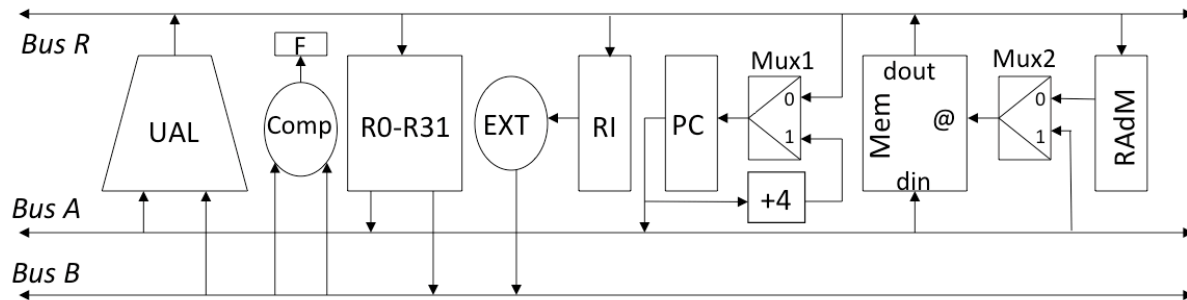 Bus R
F
Mux1
Mux2
dout
UAL
Comp
R0-R31
EXT
RI
PC
0
1
+4
Mem
@
din
0
1
RAdM
Bus A
Bus B